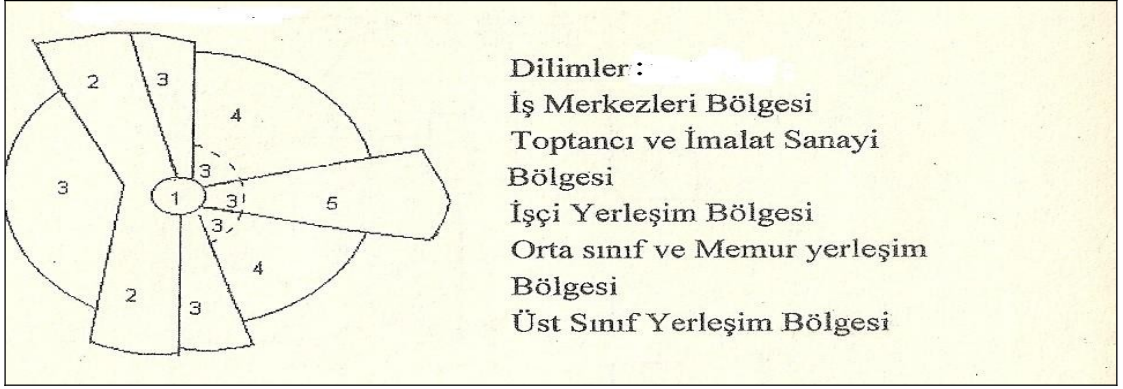 2
3
4
3
3
1
3
5
3
4
2
3
Dilimler:
İş Merkezleri Bölgesi
Toptancı ve İmalat Sanayi
Bölgesi
İşçi Yerleşim Bölgesi
Orta sınıf ve Memur yerleşim
Bölgesi
Üst Sınıf Yerleşim Bölgesi